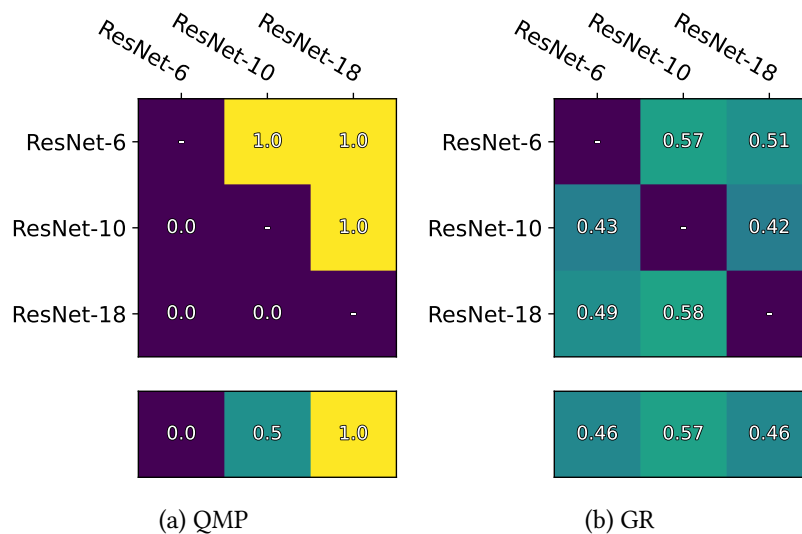 ResNet-6 ResNet-10 ResNet-18
ResNet-6 - 1.0 1.0
ResNet-10 0.0 - 1.0
ResNet-18 0.0 0.0 -
0.0 0.5 1.0
(a) QMP
ResNet-6 ResNet-10 ResNet-18
ResNet-6 - 0.57 0.51
ResNet-10 0.43 - 0.42
ResNet-18 0.49 0.58 -
0.46 0.57 0.46
(b) GR